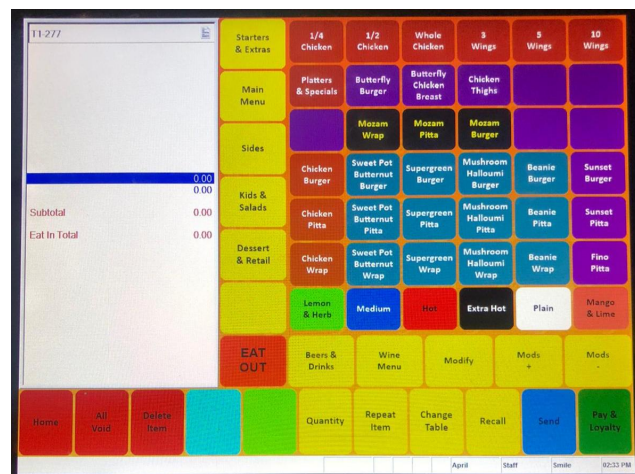 T1-277
0.00
0.00
Subtotal 0.00
Eat In Total 0.00
Starters
& Extras
Main
Menu
Sides
Kids &
Salads
Dessert
& Retail
EAT
OUT
1/4
Chicken
1/2
Chicken
Whole
Chicken
3
Wings
5
Wings
10
Wings
Platters
& Specials
Butterfly
Burger
Butterfly
Chicken
Breast
Chicken
Thighs
Mozam
Wrap
Mozam
Pitta
Mozam
Burger
Chicken
Burger
Sweet Pot
Butternut
Burger
Supergreen
Burger
Mushroom
Halloumi
Burger
Beanie
Burger
Sunset
Burger
Chicken
Pitta
Sweet Pot
Butternut
Pitta
Supergreen
Pitta
Mushroom
Halloumi
Pitta
Beanie
Pitta
Sunset
Pitta
Chicken
Wrap
Sweet Pot
Butternut
Wrap
Supergreen
Wrap
Mushroom
Halloumi
Wrap
Beanie
Wrap
Fino
Pitta
Lemon
& Herb
Medium
Hot
Extra Hot
Plain
Mango
& Lime
Beers &
Drinks
Wine
Menu
Modify
Mods
+
Mods
-
Home
All
Void
Delete
Item
Quantity
Repeat
Item
Change
Table
Recall
Send
Pay &
Loyalty
April Staff Smile 02:33 PM